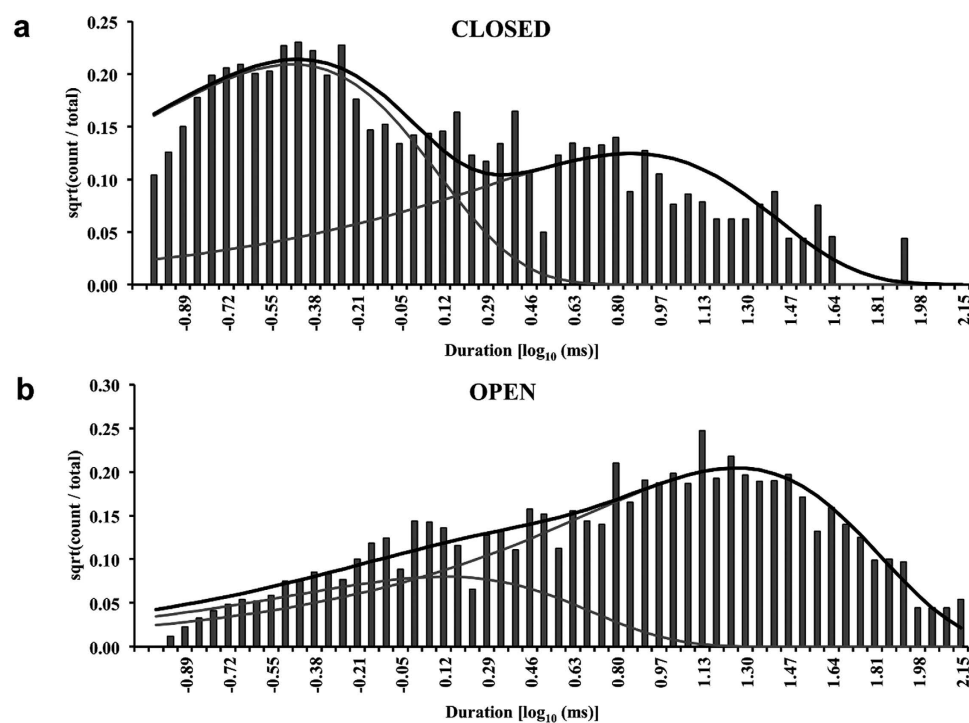 a
CLOSED
sqrt(count / total)
0.25
0.20
0.15
0.10
0.05
0.00
-0.89 -0.72 -0.55 -0.38 -0.21 -0.05 0.12 0.29 0.46 0.63 0.80 0.97 1.13 1.30 1.47 1.64 1.81 1.98 2.15
Duration [log10 (ms)]
b
OPEN
sqrt(count / total)
0.30
0.25
0.20
0.15
0.10
0.05
0.00
-0.89 -0.72 -0.55 -0.38 -0.21 -0.05 0.12 0.29 0.46 0.63 0.80 0.97 1.13 1.30 1.47 1.64 1.81 1.98 2.15
Duration [log10 (ms)]